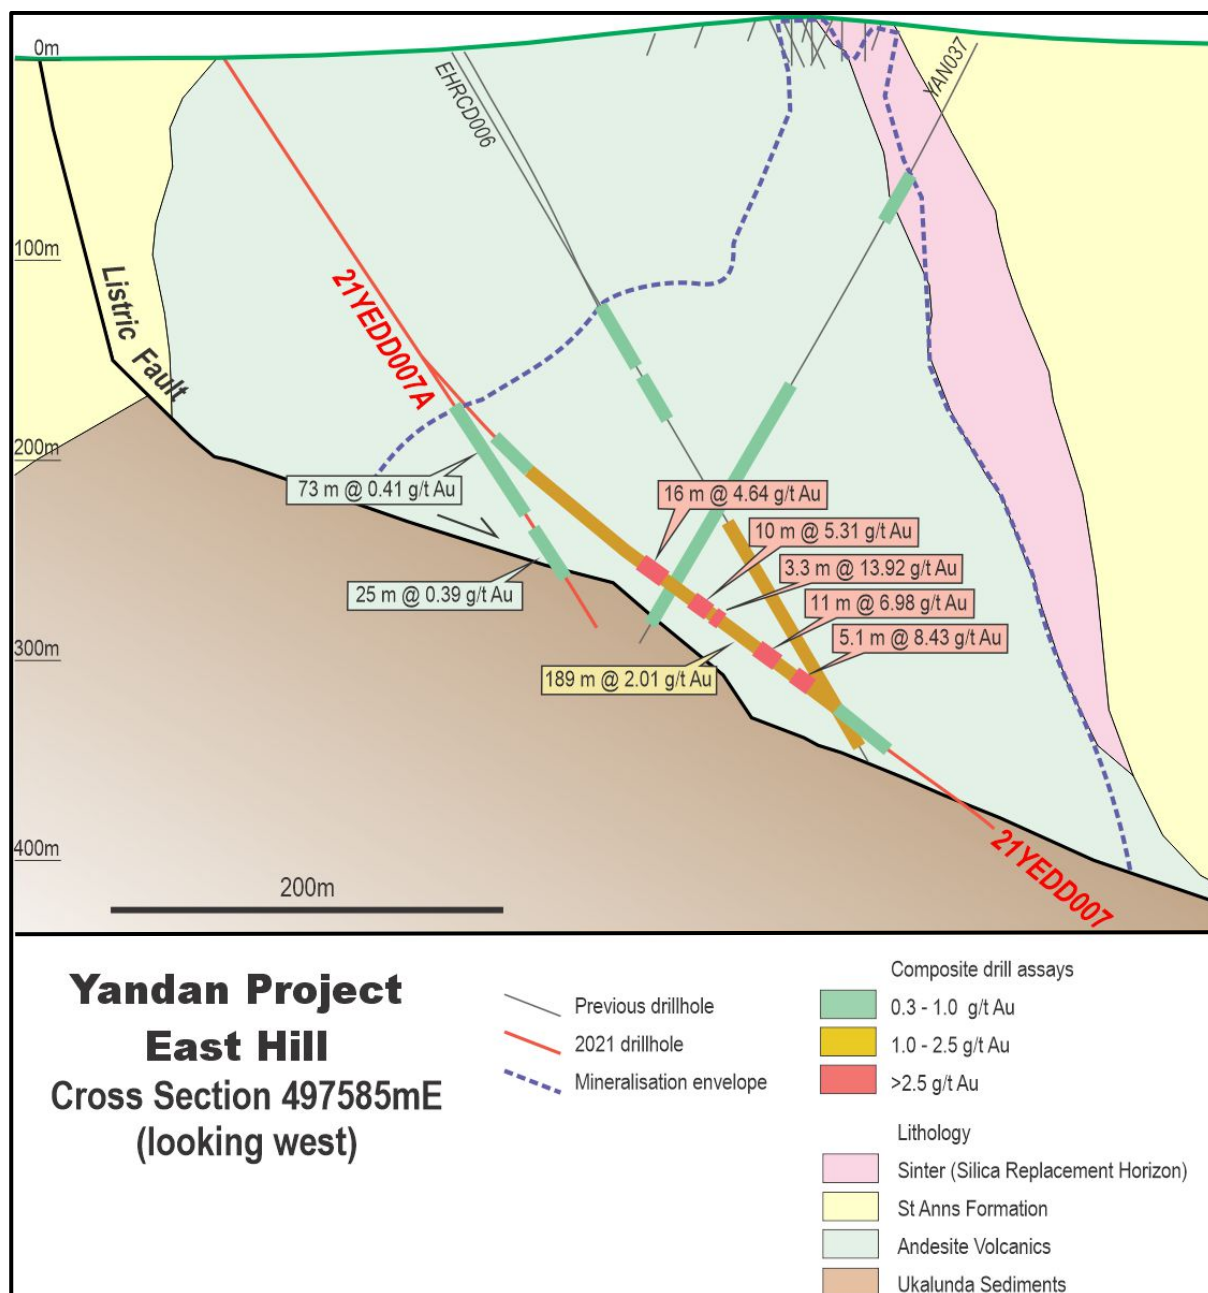 0m
EHRCD006
YAN037
100m
Listric Fault
21YEDD007A
200m
73 m @ 0.41 g/t Au
16 m @ 4.64 g/t Au
10 m @ 5.31 g/t Au
3.3 m @ 13.92 g/t Au
25 m @ 0.39 g/t Au
11 m @ 6.98 g/t Au
5.1 m @ 8.43 g/t Au
300m
189 m @ 2.01 g/t Au
400m
21YEDD007
200m
Yandan Project
East Hill
Cross Section 497585mE
(looking west)
Previous drillhole
2021 drillhole
Mineralisation envelope
Composite drill assays
0.3 - 1.0 g/t Au
1.0 - 2.5 g/t Au
>2.5 g/t Au
Lithology
Sinter (Silica Replacement Horizon)
St Anns Formation
Andesite Volcanics
Ukalunda Sediments